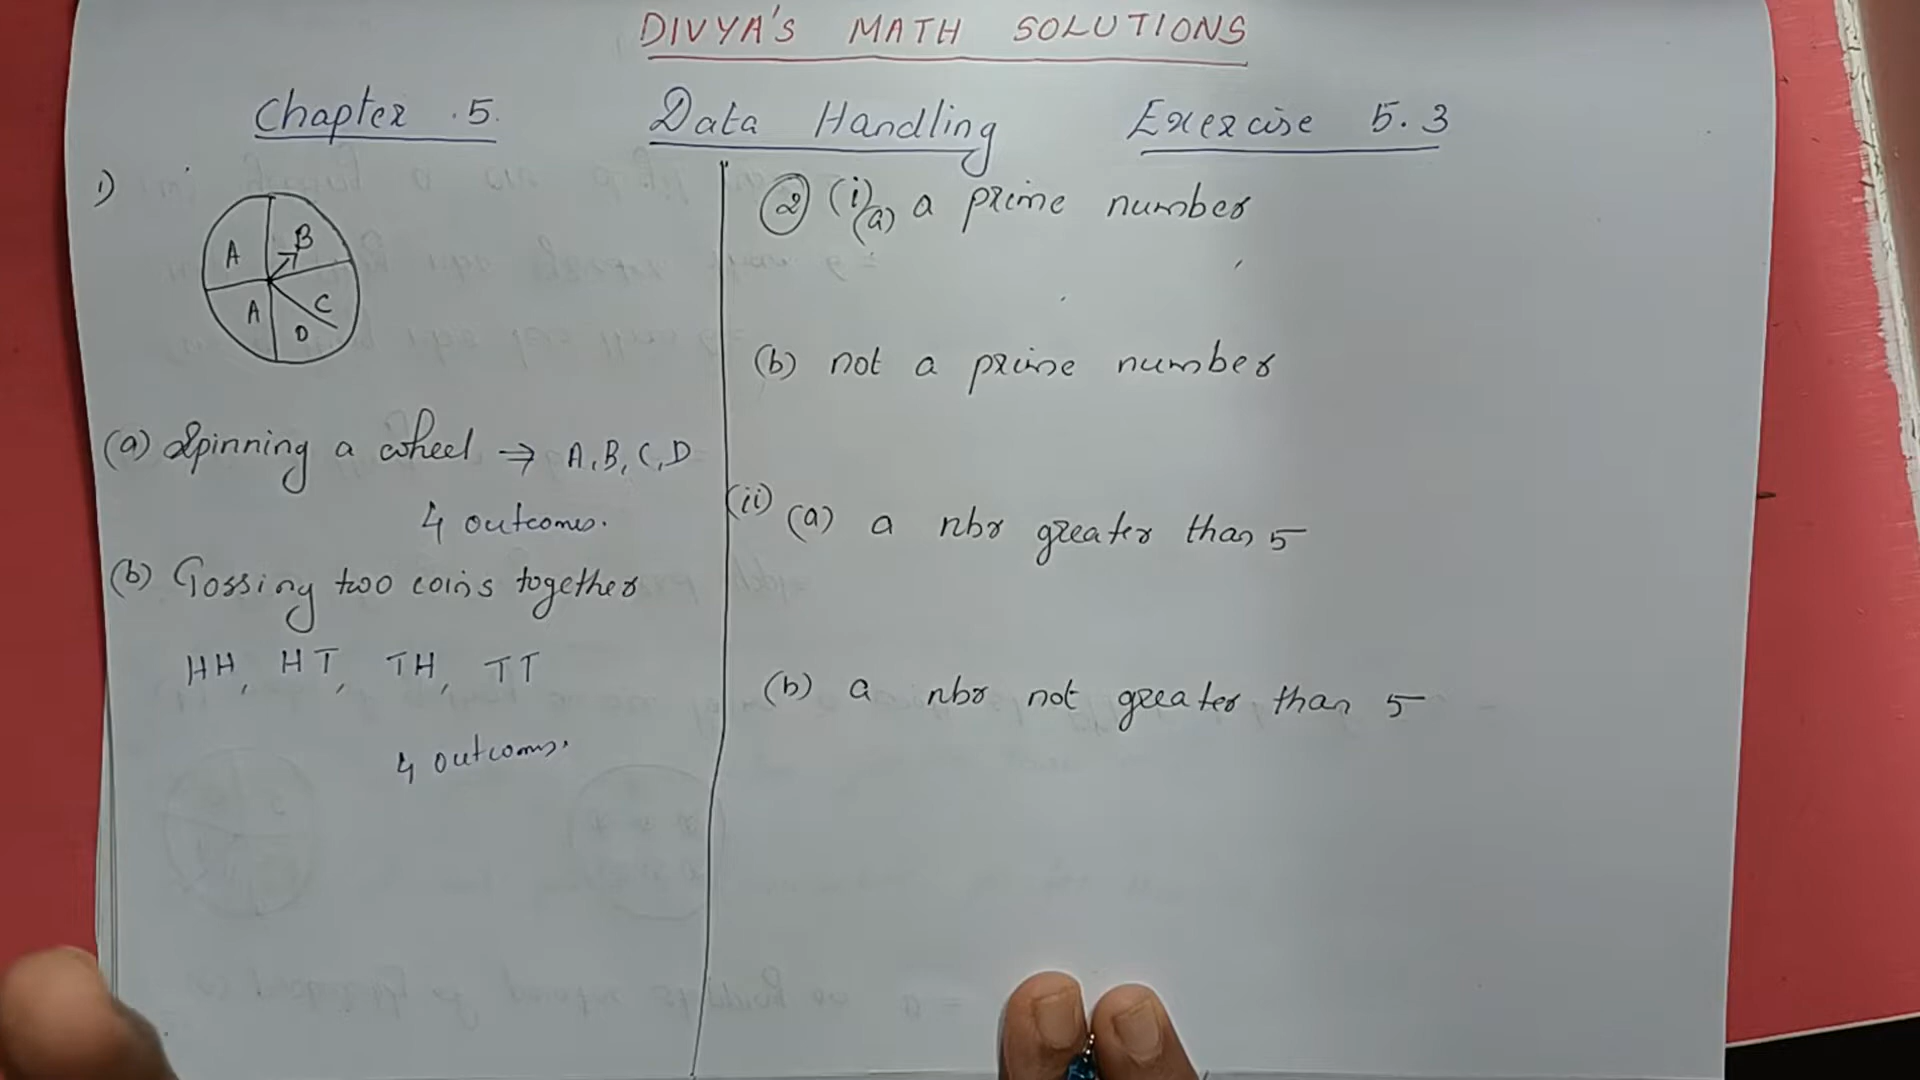 DIVYA'S MATH SOLUTIONS
Chapter .5. Data Handling Exercise 5.3
1)
A B
A C
D
(a) Spinning a wheel → A, B, C, D
4 outcomes.
(b) Tossing two coins together
HH, HT, TH, TT
4 outcoms.
② (i) (a) a prime number
(b) not a prime number
(ii) (a) a nbr greater than 5
(b) a nbr not greater than 5